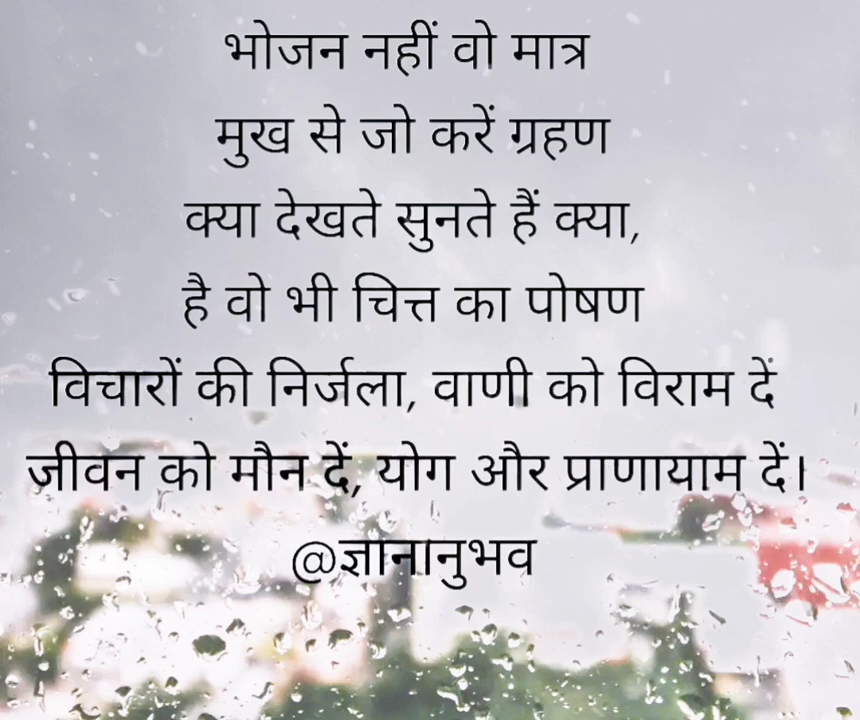 भोजन नहीं वो मात्र
मुख से जो करें ग्रहण
क्या देखते सुनते हैं क्या,
है वो भी चित्त का पोषण
विचारों की निर्जला, वाणी को विराम दें
जीवन को मौन दें, योग और प्राणायाम दें।
@ज्ञानानुभव